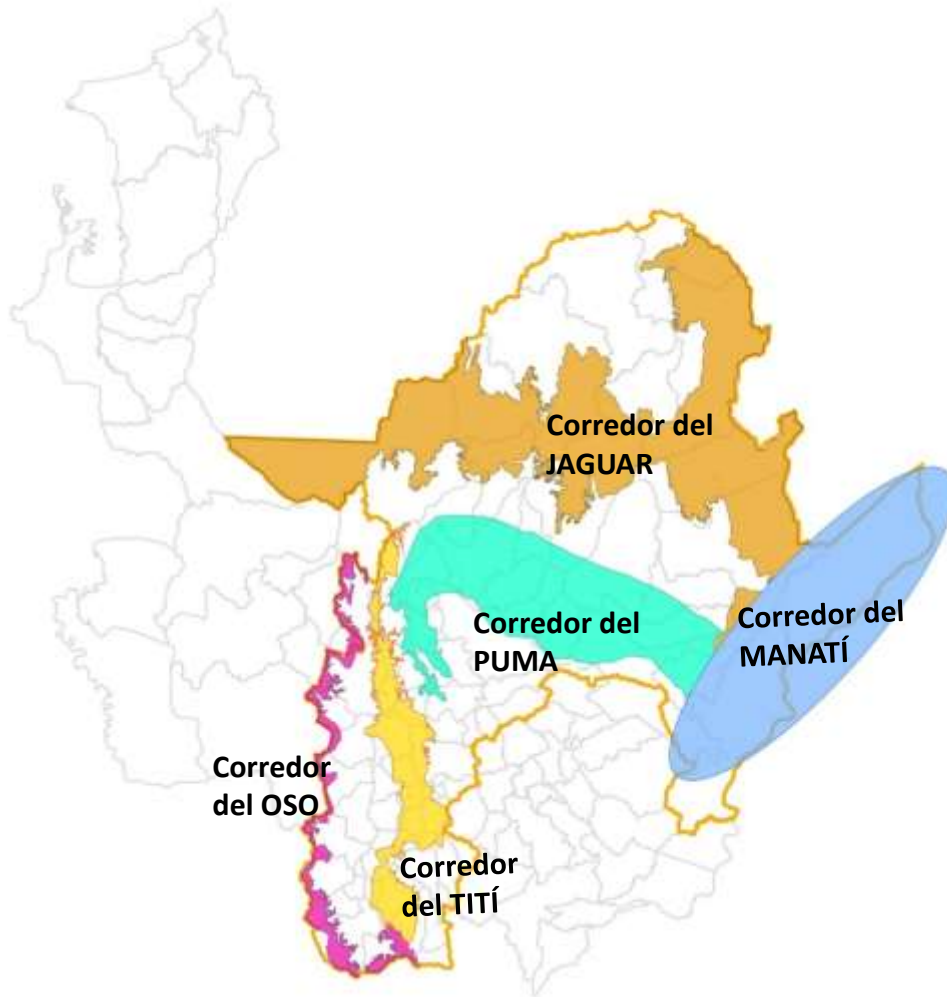 Corredor del
JAGUAR
Corredor del
PUMA
Corredor del
MANATÍ
Corredor
del OSO
Corredor
del TITÍ